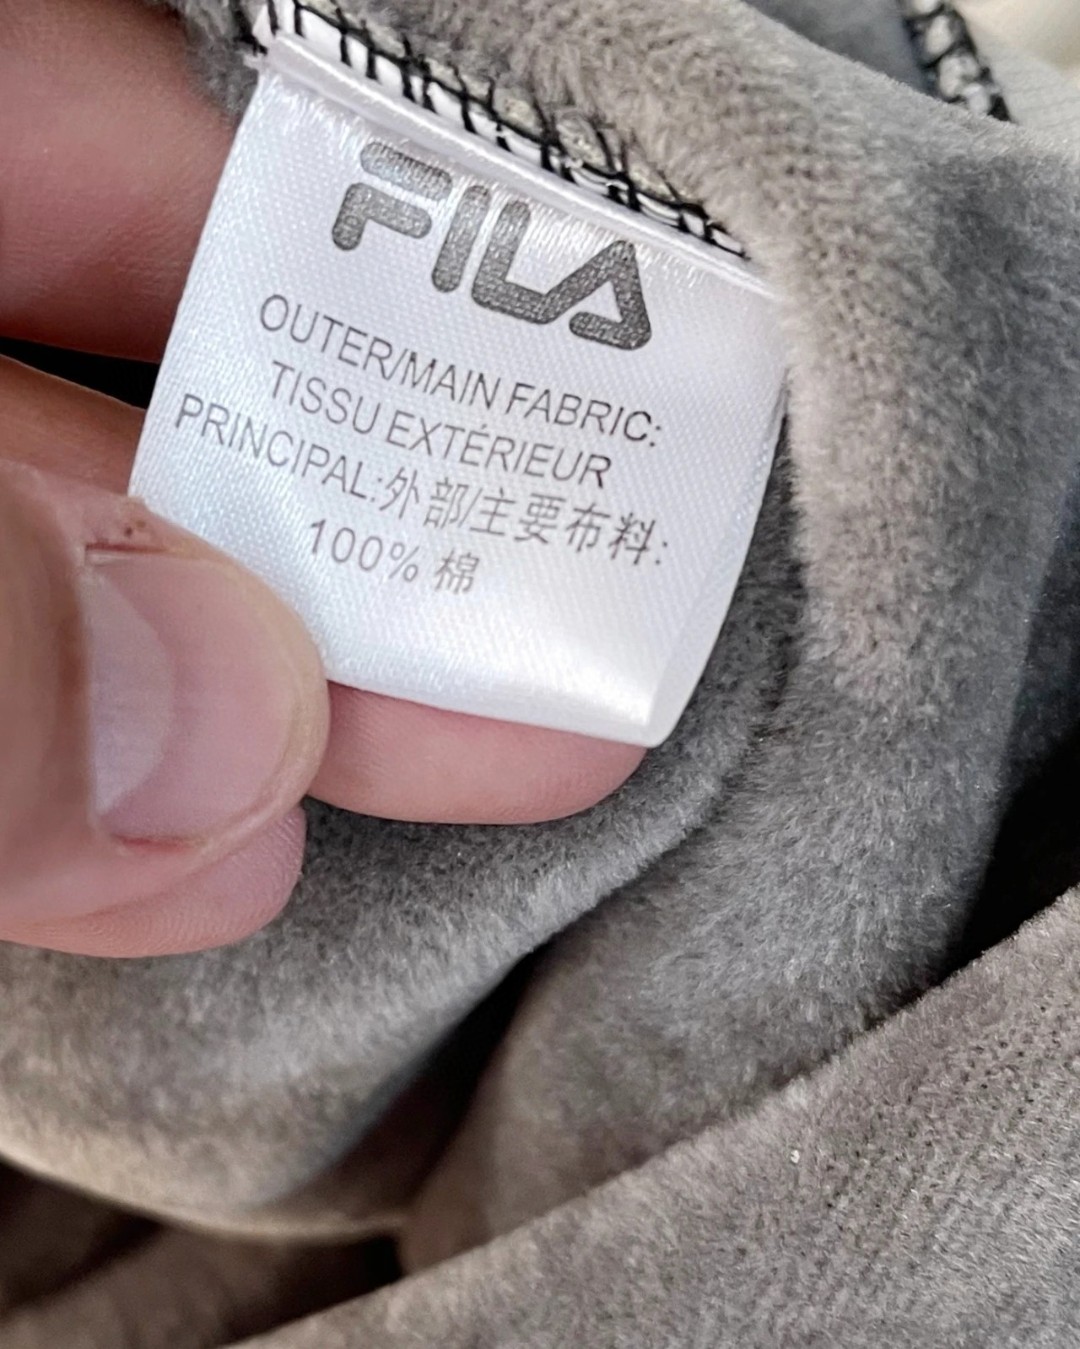 FILA
OUTER/MAIN FABRIC:
TISSU EXTÉRIEUR
PRINCIPAL:外部/主要布料:
100% 棉